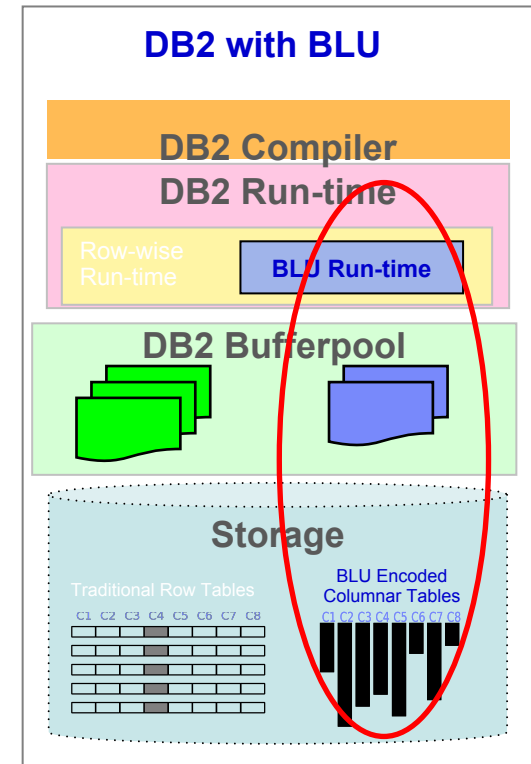 DB2 with BLU
DB2 Compiler
DB2 Run-time
Row-wise
Run-time
BLU Run-time
DB2 Bufferpool
Storage
Traditional Row Tables
C1 C2 C3 C4 C5 C6 C7 C8
BLU Encoded
Columnar Tables
C1 C2 C3 C4 C5 C6 C7 C8